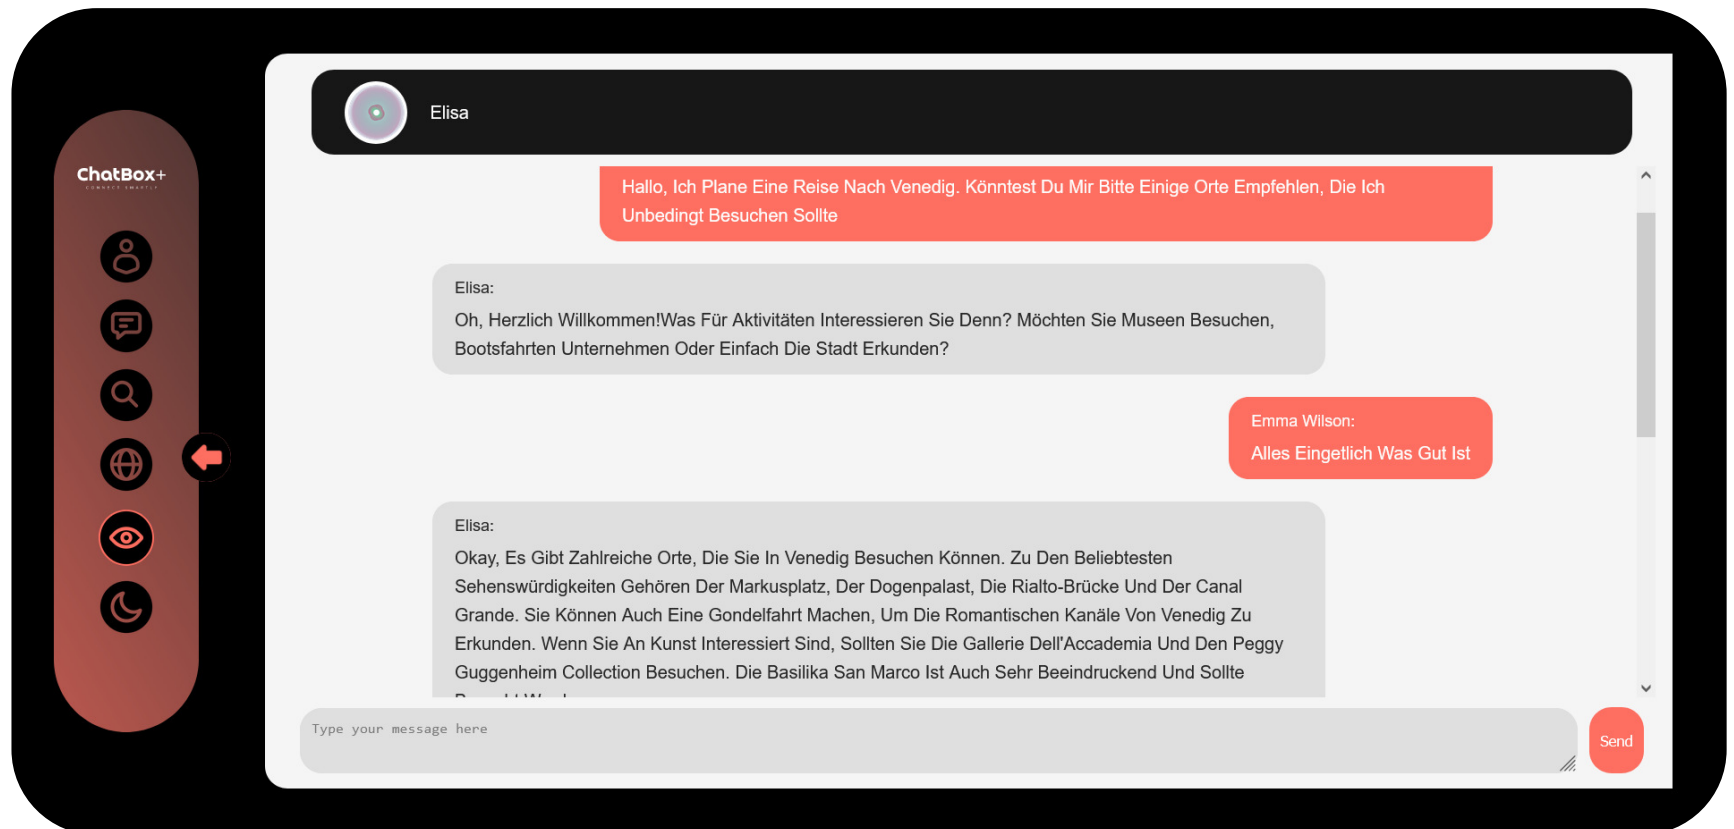 Elisa
ChatBox+
CONNECT SMARTLY
Hallo, Ich Plane Eine Reise Nach Venedig. Könntest Du Mir Bitte Einige Orte Empfehlen, Die Ich
Unbedingt Besuchen Sollte
Elisa:
Oh, Herzlich Willkommen!Was Für Aktivitäten Interessieren Sie Denn? Möchten Sie Museen Besuchen,
Bootsfahrten Unternehmen Oder Einfach Die Stadt Erkunden?
Emma Wilson:
Alles Eingetlich Was Gut Ist
Elisa:
Okay, Es Gibt Zahlreiche Orte, Die Sie In Venedig Besuchen Können. Zu Den Beliebtesten
Sehenswürdigkeiten Gehören Der Markusplatz, Der Dogenpalast, Die Rialto-Brücke Und Der Canal
Grande. Sie Können Auch Eine Gondelfahrt Machen, Um Die Romantischen Kanäle Von Venedig Zu
Erkunden. Wenn Sie An Kunst Interessiert Sind, Sollten Sie Die Gallerie Dell'Accademia Und Den Peggy
Guggenheim Collection Besuchen. Die Basilika San Marco Ist Auch Sehr Beeindruckend Und Sollte
Type your message here
Send